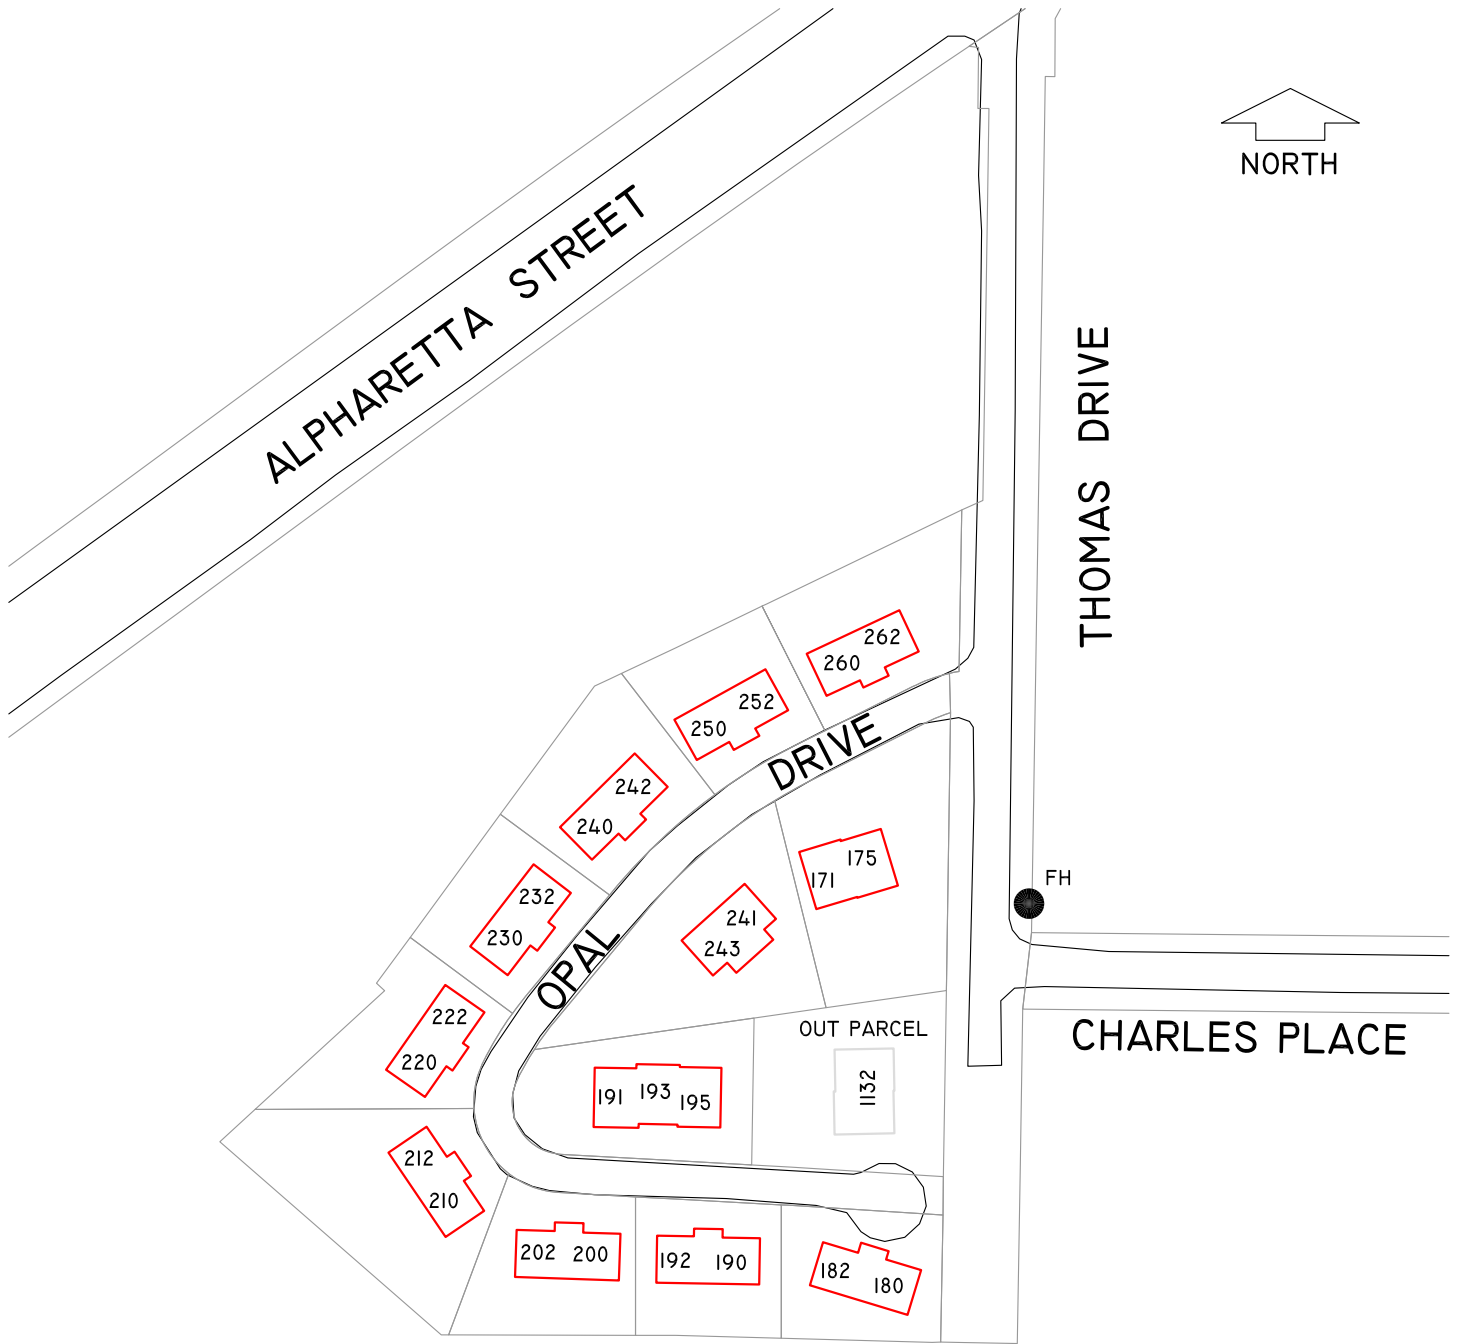 NORTH
ALPHARETTA STREET
THOMAS DRIVE
262
260
252
250
DRIVE
242
240
175
171
FH
232
230
241
243
OPAL
222
220
OUT PARCEL
CHARLES PLACE
1132
191 193 195
212
210
202 200
192 190
182 180